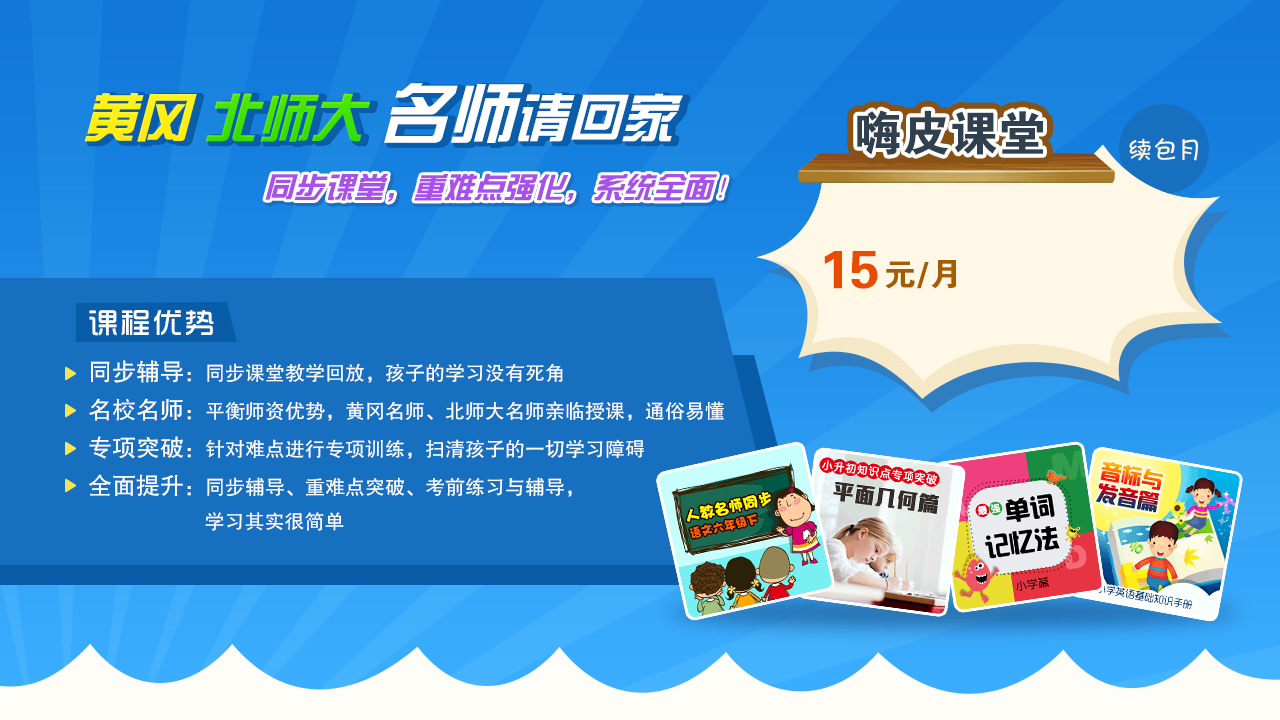 黄冈 北师大 名师请回家
同步课堂，重难点强化，系统全面！
嗨皮课堂
续包月
15元/月
课程优势
同步辅导：同步课堂教学回放，孩子的学习没有死角
名校名师：平衡师资优势，黄冈名师、北师大名师亲临授课，通俗易懂
专项突破：针对难点进行专项训练，扫清孩子的一切学习障碍
全面提升：同步辅导、重难点突破、考前练习与辅导，
学习其实很简单
人教名师同步
语文六年级下
小升初知识点专项突破
平面几何篇
M
最强单词
记忆法
D
小学篇
音标与
发音篇
小学英语基础知识手册